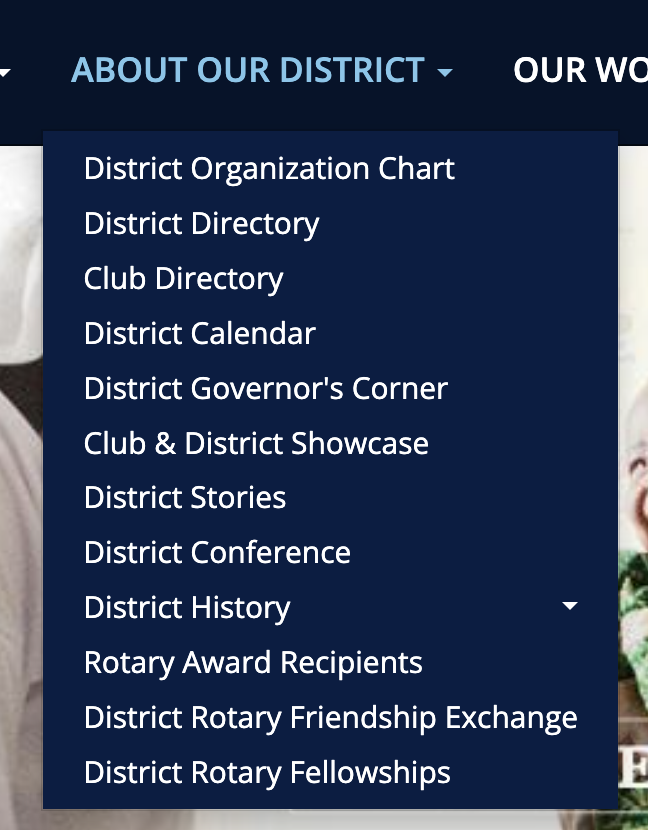 ABOUT OUR DISTRICT
OUR
District Organization Chart
District Directory
Club Directory
District Calendar
District Governor's Corner
Club & District Showcase
District Stories
District Conference
District History
Rotary Award Recipients
District Rotary Friendship Exchange
District Rotary Fellowships